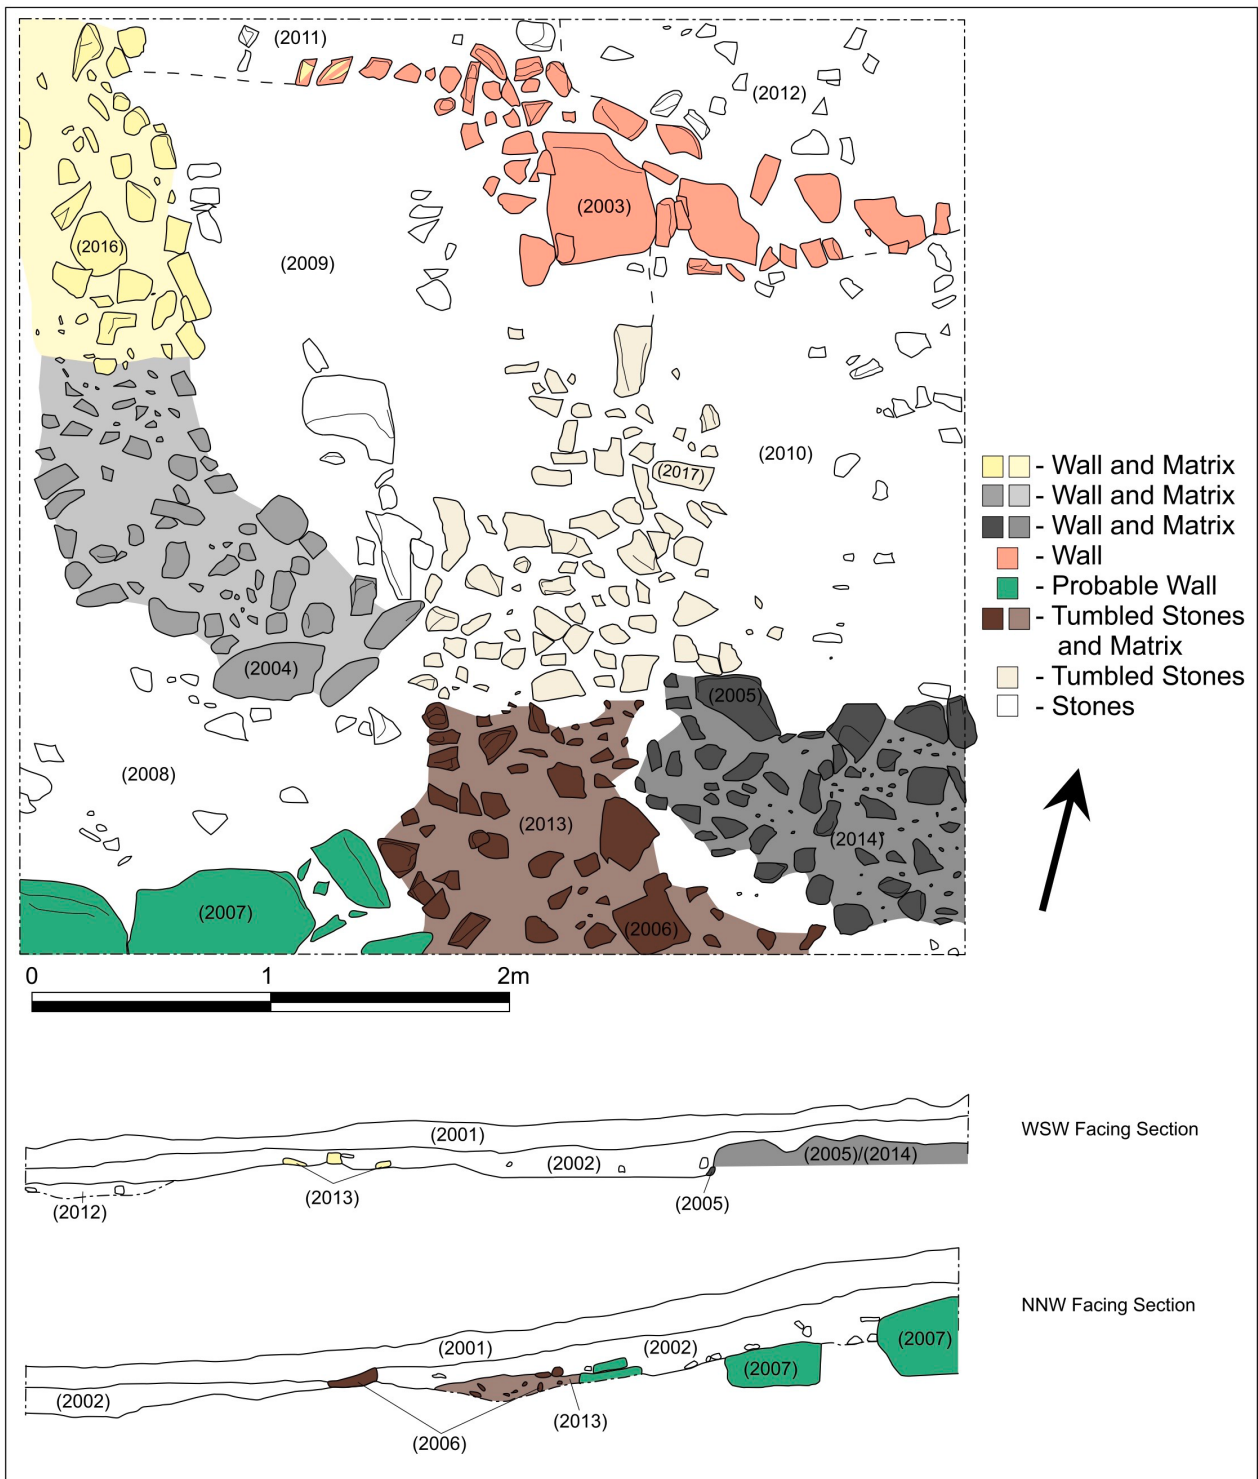 (2011)
(2012)
(2003)
(2016)
(2009)
(2010)
(2017)
(2004)
(2005)
(2008)
(2013)
(2014)
(2007)
(2006)
- Wall and Matrix
- Wall and Matrix
- Wall and Matrix
- Wall
- Probable Wall
- Tumbled Stones
and Matrix
- Tumbled Stones
- Stones
0 1 2m
WSW Facing Section
(2001)
(2002)
(2005)/(2014)
(2013)
(2005)
(2012)
NNW Facing Section
(2001)
(2002)
(2007)
(2007)
(2002)
(2013)
(2006)